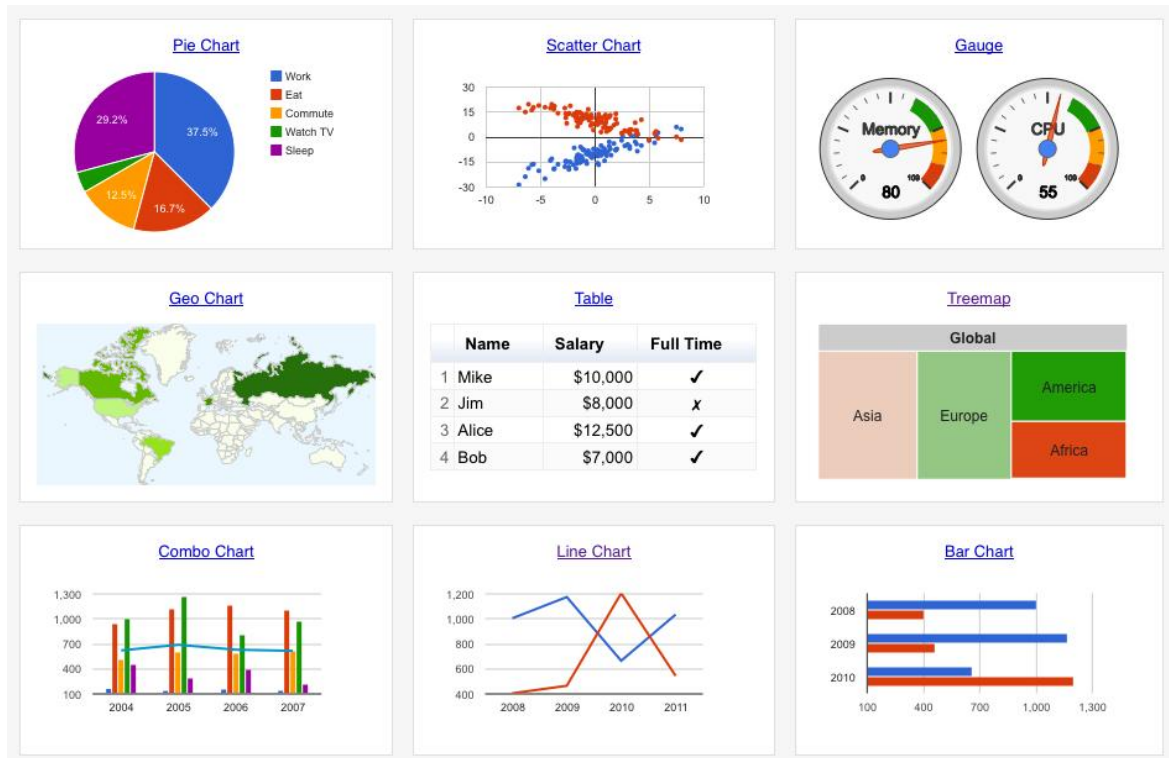 Pie Chart
29.2%
37.5%
12.5%
16.7%
Work
Eat
Commute
Watch TV
Sleep
Scatter Chart
30
15
0
-15
-30
-10 -5 0 5 10
Gauge
Memory
0 100
80
CPU
0 100
55
Geo Chart
Table
Name Salary Full Time
1 Mike $10,000 ✔
2 Jim $8,000 ✗
3 Alice $12,500 ✔
4 Bob $7,000 ✔
Treemap
Global
Asia
Europe
America
Africa
Combo Chart
1,300
1,000
700
400
100
2004 2005 2006 2007
Line Chart
1,200
1,000
800
600
400
2008 2009 2010 2011
Bar Chart
2008
2009
2010
100 400 700 1,000 1,300